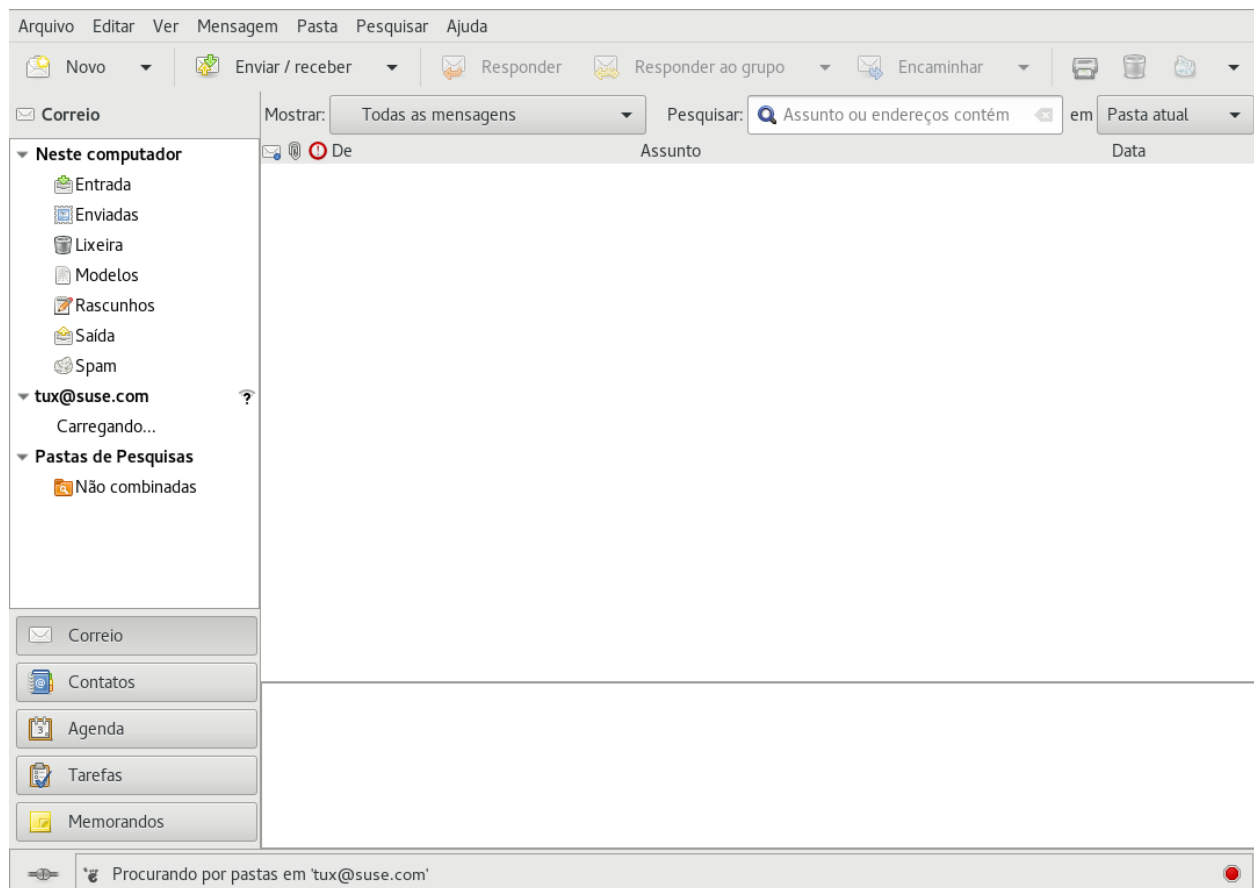 Arquivo Editar Ver Mensagem Pasta Pesquisar Ajuda
Novo Enviar / receber Responder Responder ao grupo Encaminhar
Correio Mostrar: Todas as mensagens Pesquisar: Assunto ou endereços contém em Pasta atual
De Assunto Data
Neste computador
Entrada
Enviadas
Lixeira
Modelos
Rascunhos
Saída
Spam
tux@suse.com
Carregando...
Pastas de Pesquisas
Não combinadas
Correio
Contatos
Agenda
Tarefas
Memorandos
Procurando por pastas em 'tux@suse.com'